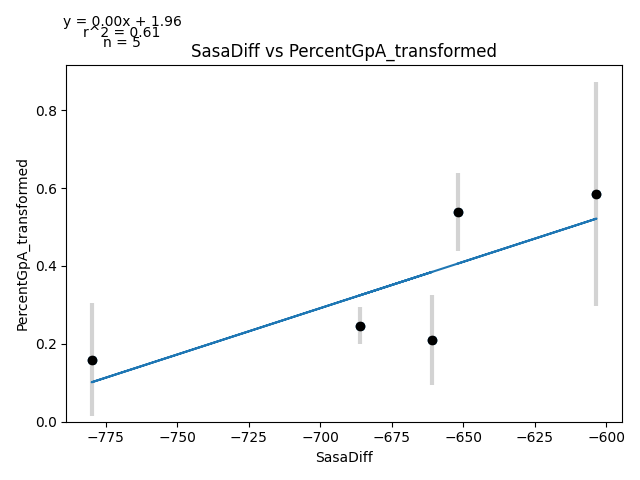 y = 0.00x + 1.96
r^2 = 0.61
n = 5
SasaDiff vs PercentGpA_transformed
PercentGpA_transformed
0.8
0.6
0.4
0.2
0.0
−775
−750
−725
−700
−675
−650
−625
−600
SasaDiff